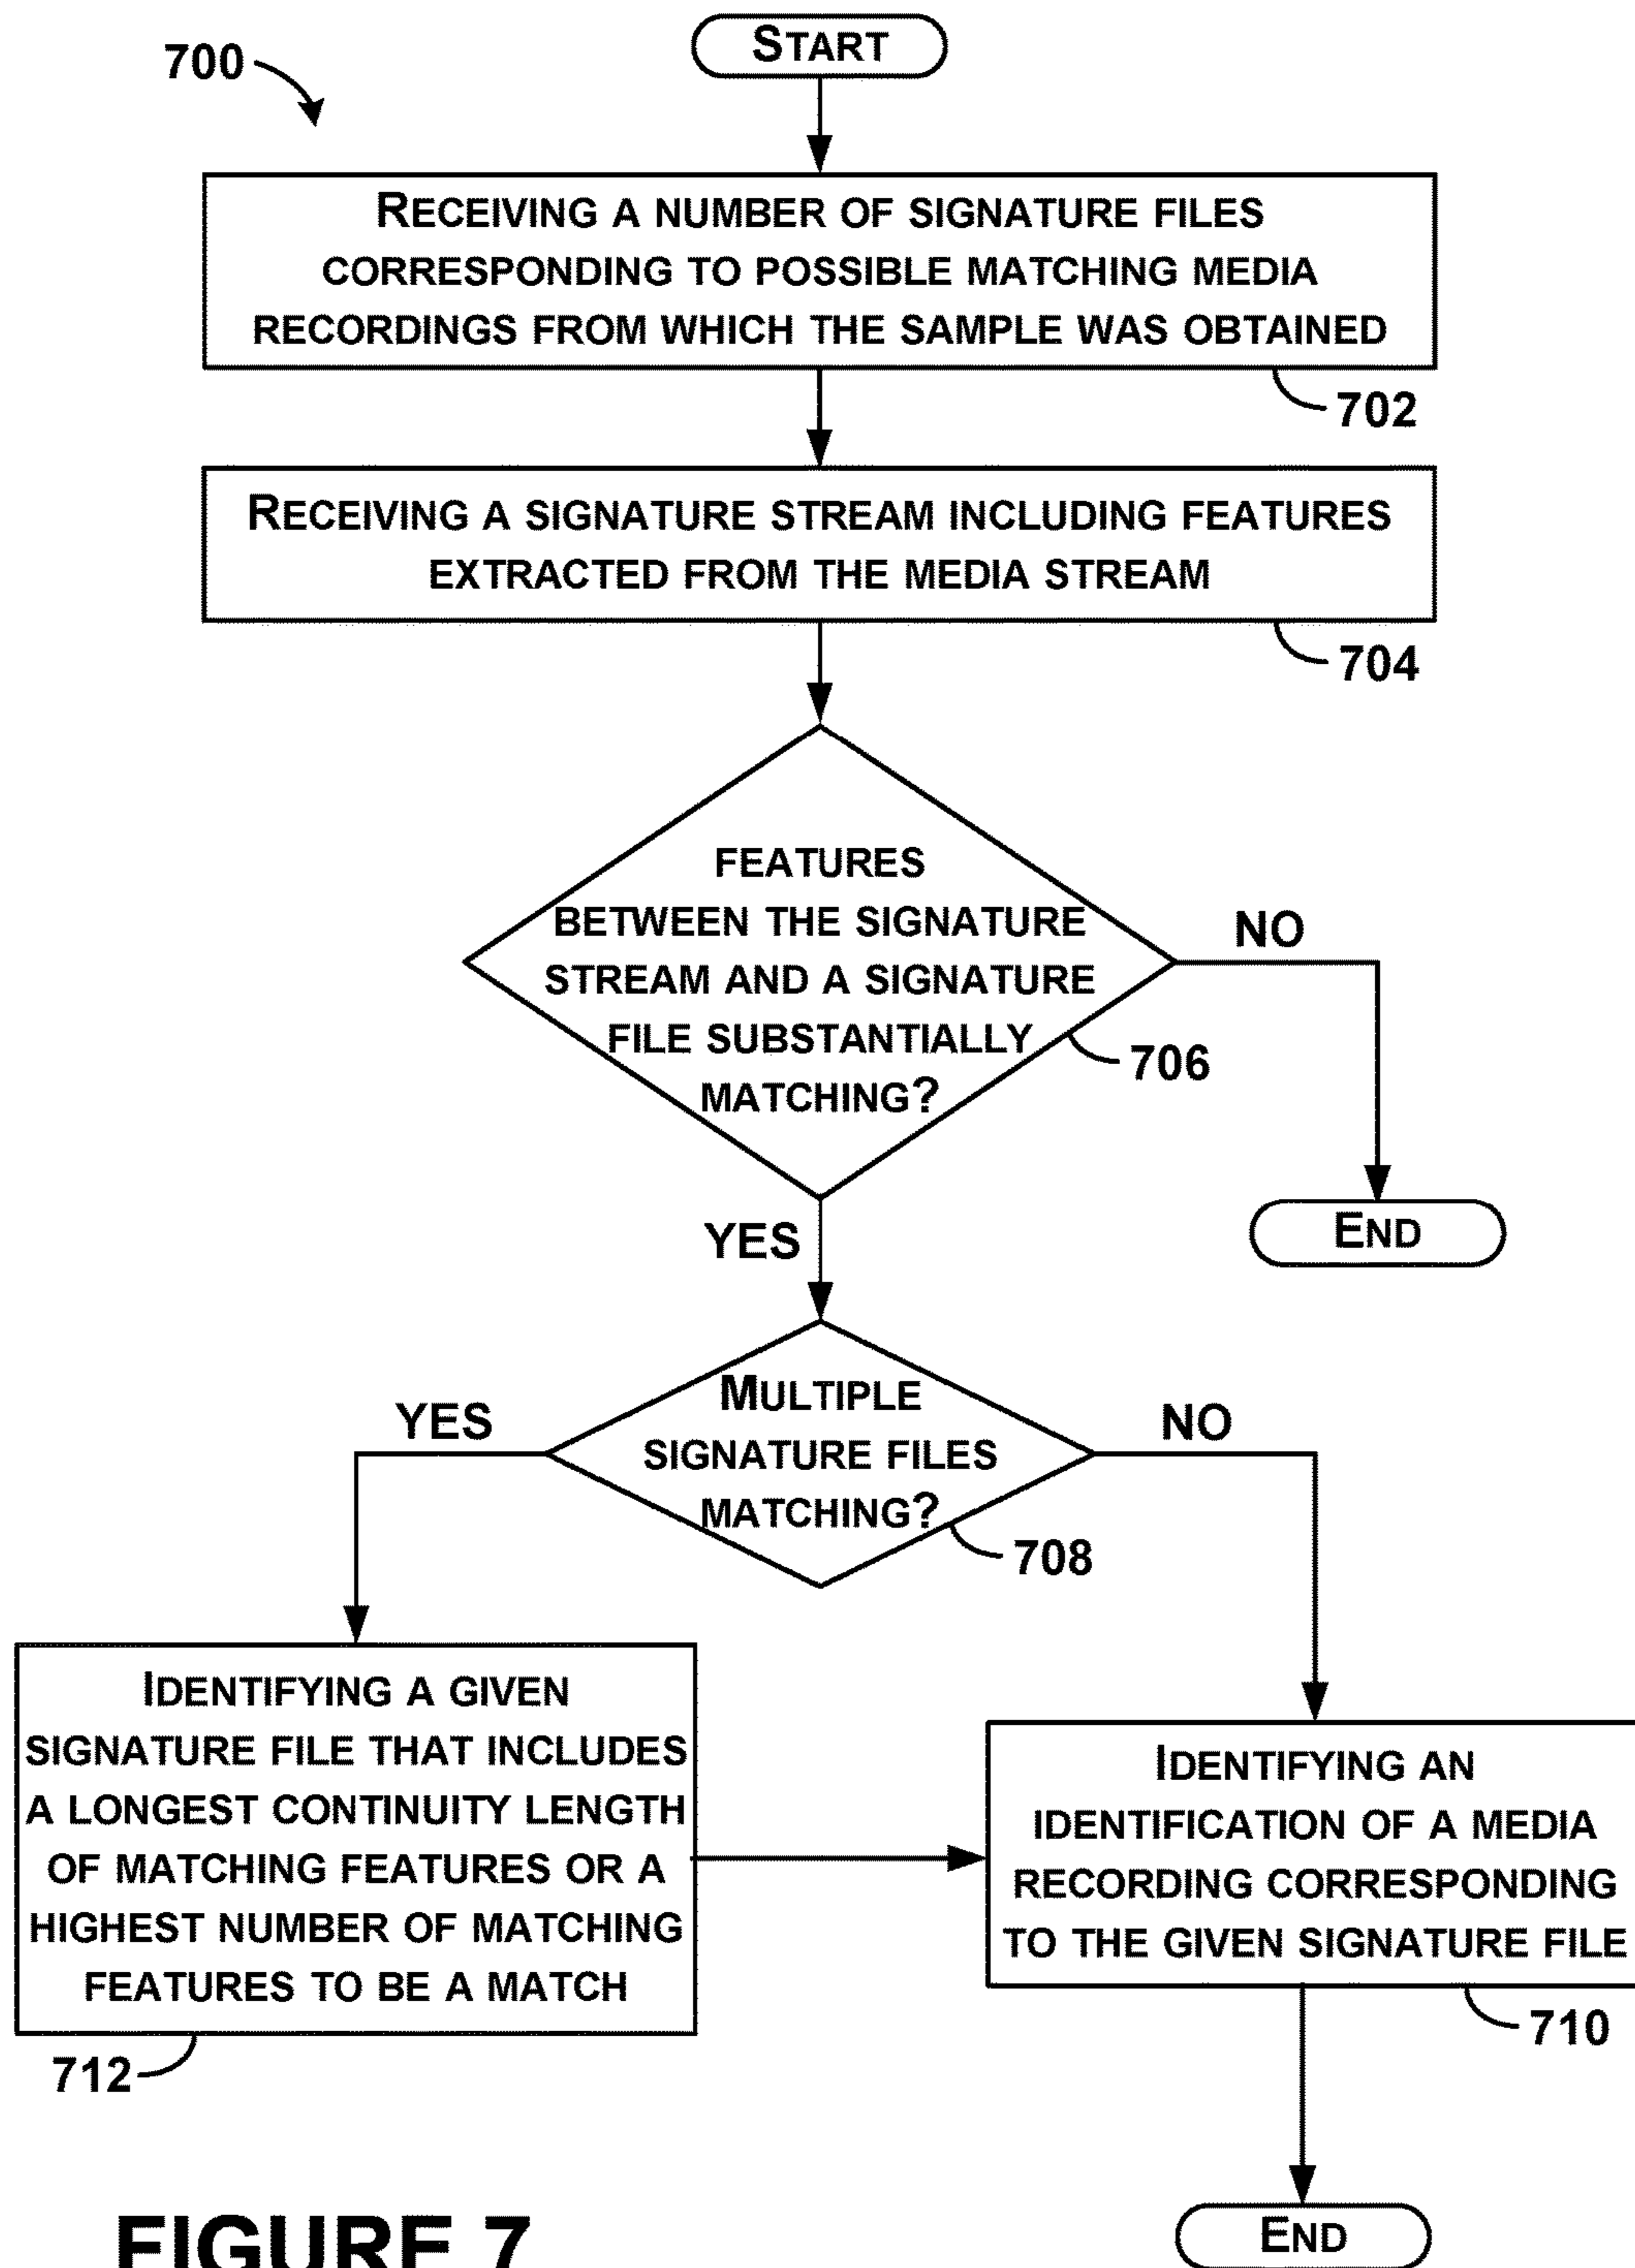 START
700
RECEIVING A NUMBER OF SIGNATURE FILES
CORRESPONDING TO POSSIBLE MATCHING MEDIA
RECORDINGS FROM WHICH THE SAMPLE WAS OBTAINED
702
RECEIVING A SIGNATURE STREAM INCLUDING FEATURES
EXTRACTED FROM THE MEDIA STREAM
704
FEATURES
BETWEEN THE SIGNATURE
STREAM AND A SIGNATURE
FILE SUBSTANTIALLY
MATCHING?
NO
706
END
YES
MULTIPLE
SIGNATURE FILES
MATCHING?
YES
NO
708
IDENTIFYING A GIVEN
SIGNATURE FILE THAT INCLUDES
A LONGEST CONTINUITY LENGTH
OF MATCHING FEATURES OR A
HIGHEST NUMBER OF MATCHING
FEATURES TO BE A MATCH
712
IDENTIFYING AN
IDENTIFICATION OF A MEDIA
RECORDING CORRESPONDING
TO THE GIVEN SIGNATURE FILE
710
END
FIGURE 7